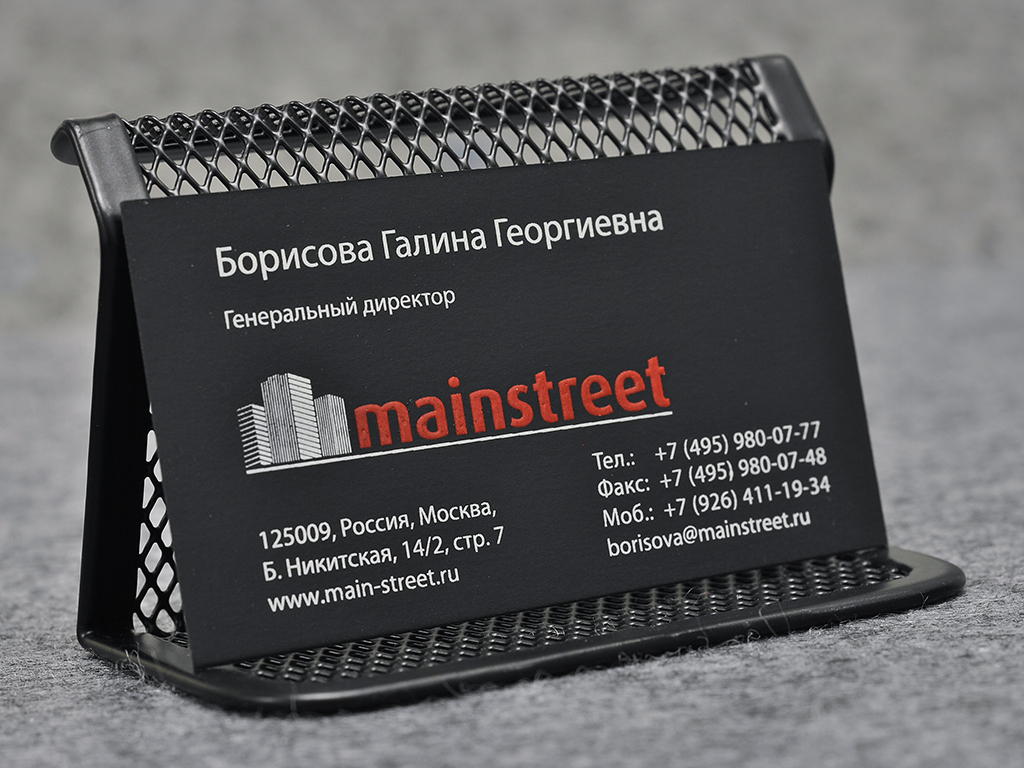 Борисова Галина Георгиевна
Генеральный директор
mainstreet
125009, Россия, Москва,
Б. Никитская, 14/2, стр. 7
www.main-street.ru
Тел.: +7 (495) 980-07-77
Факс: +7 (495) 980-07-48
Моб.: +7 (926) 411-19-34
borisova@mainstreet.ru